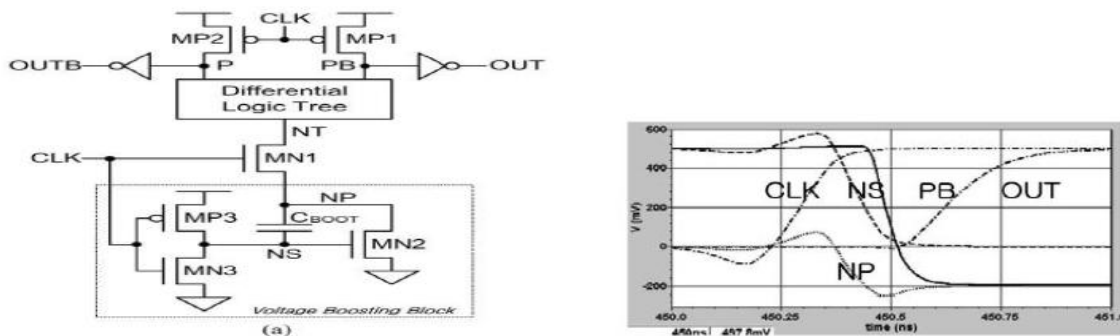 CLK
MP2
MP1
OUTB
P
PB
OUT
Differential
Logic Tree
NT
CLK
MN1
NP
MP3
CBOOT
MN2
NS
MN3
Voltage Boosting Block
(a)
600
400
200
0
-200
V (mV)
CLK
NS
PB
OUT
NP
450.0
450.25
450.5
450.75
451
time (ns)